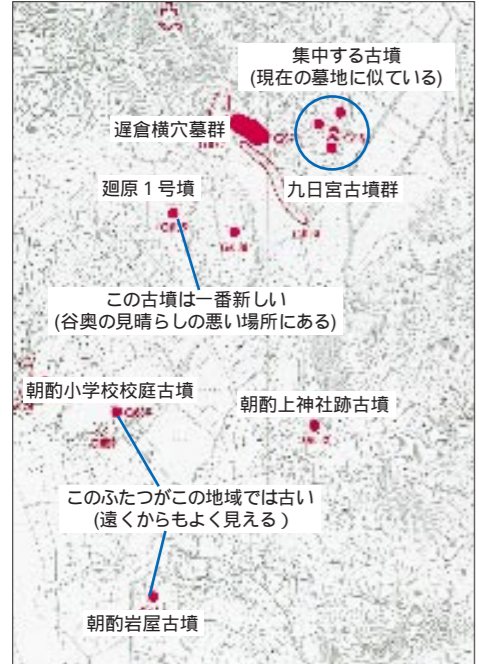 集中する古墳
(現在の墓地に似ている)
遅倉横穴墓群
廻原１号墳
九日宮古墳群
この古墳は一番新しい
(谷奥の見晴らしの悪い場所にある)
朝酌小学校校庭古墳
朝酌上神社跡古墳
このふたつがこの地域では古い
(遠くからもよく見える)
朝酌岩屋古墳